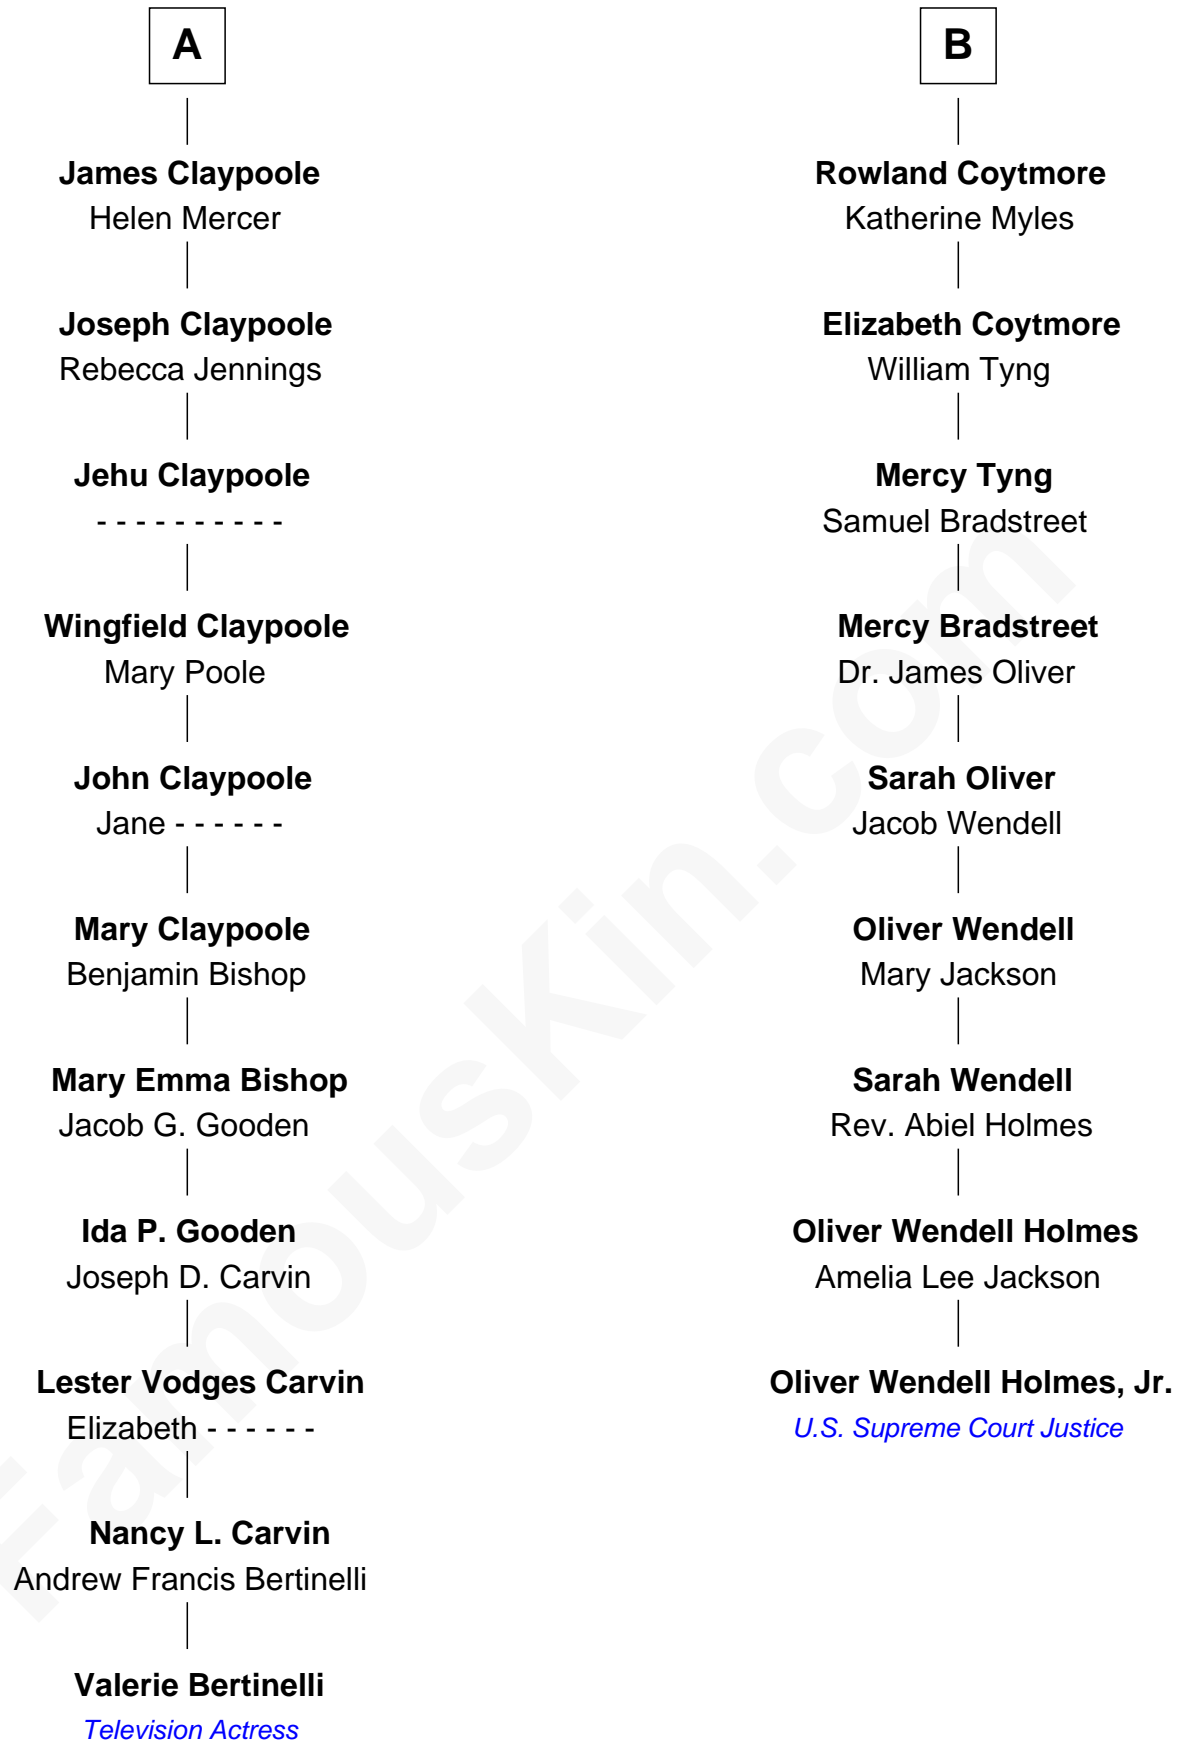 A
James Claypoole
Helen Mercer
Joseph Claypoole
Rebecca Jennings
Jehu Claypoole
- - - - - - - - - -
Wingfield Claypoole
Mary Poole
John Claypoole
Jane - - - - - -
Mary Claypoole
Benjamin Bishop
Mary Emma Bishop
Jacob G. Gooden
Ida P. Gooden
Joseph D. Carvin
Lester Vodges Carvin
Elizabeth - - - - - -
Nancy L. Carvin
Andrew Francis Bertinelli
Valerie Bertinelli
Television Actress
B
Rowland Coytmore
Katherine Myles
Elizabeth Coytmore
William Tyng
Mercy Tyng
Samuel Bradstreet
Mercy Bradstreet
Dr. James Oliver
Sarah Oliver
Jacob Wendell
Oliver Wendell
Mary Jackson
Sarah Wendell
Rev. Abiel Holmes
Oliver Wendell Holmes
Amelia Lee Jackson
Oliver Wendell Holmes, Jr.
U.S. Supreme Court Justice
FamousKin.com